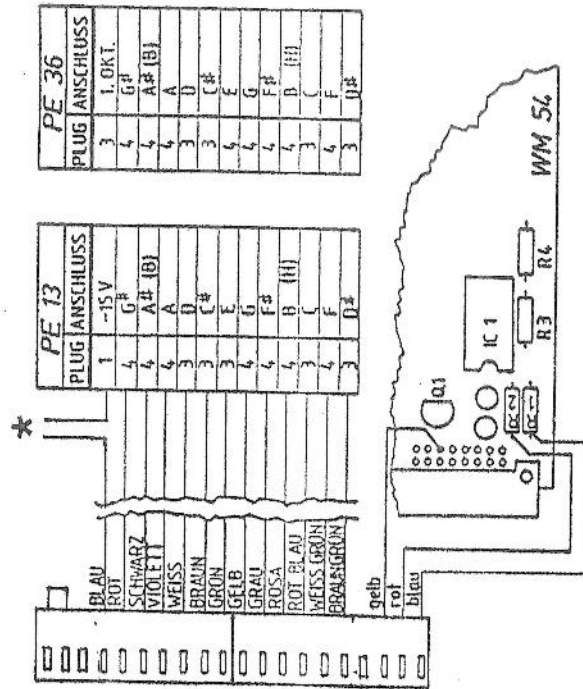 PE 36
PLUG ANSCHLUSS
3 1. OKT.
4 G#
4 A# (B)
4 A
3 D
3 C#
4 E
4 G
4 F#
4 B (H)
3 C
4 F
3 D#
PE 13
PLUG ANSCHLUSS
1 -15 V
4 G#
4 A# (B)
4 A
3 D
3 C#
3 E
4 G
4 F#
4 B (H)
3 C
4 F
3 D#
*
BLAU
ROT
SCHWARZ
VIOLETT
WEISS
BRAUN
GRÜN
GELB
GRAU
ROSA
ROT BLAU
WEISS GRÜN
BRAUN GRÜN
gelb
rot
blau
Q1
IC 1
R3
R4
WM 54